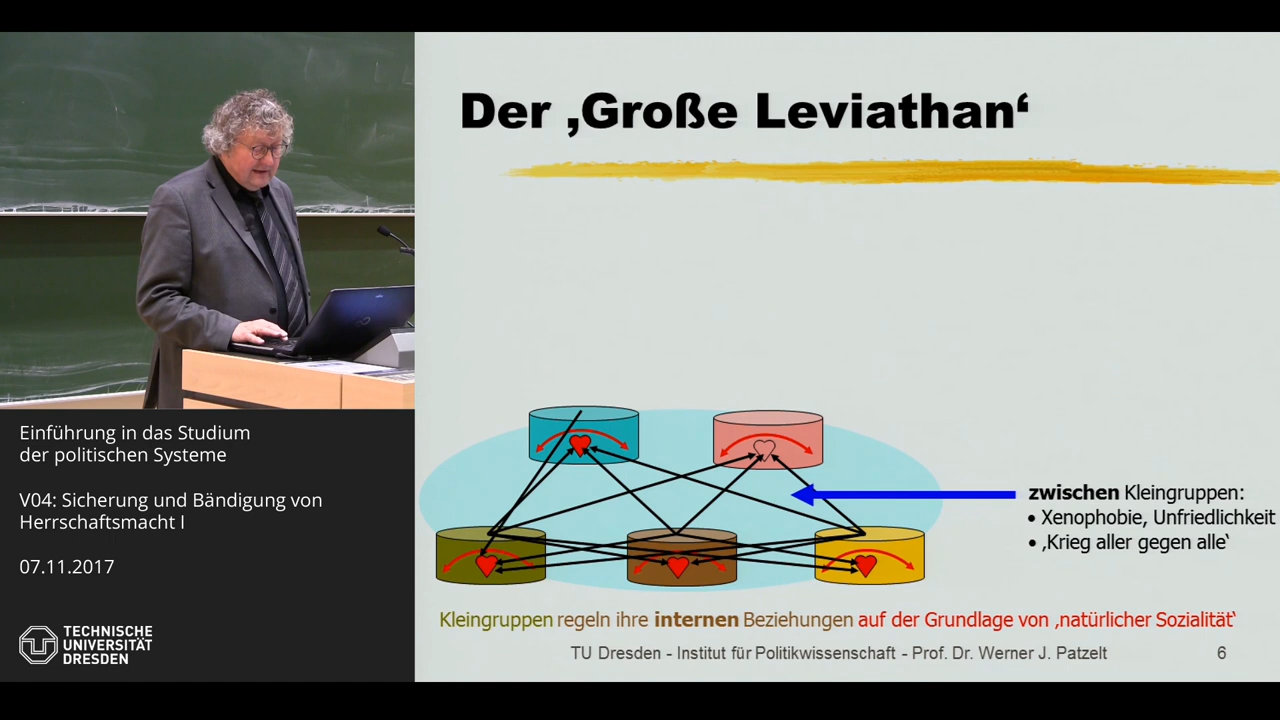 Der ‚Große Leviathan‘
zwischen Kleingruppen:
• Xenophobie, Unfriedlichkeit
• ‚Krieg aller gegen alle‘
Kleingruppen regeln ihre internen Beziehungen auf der Grundlage von ‚natürlicher Sozialität‘
TU Dresden - Institut für Politikwissenschaft - Prof. Dr. Werner J. Patzelt
6
Einführung in das Studium
der politischen Systeme
V04: Sicherung und Bändigung von
Herrschaftsmacht I
07.11.2017
TECHNISCHE
UNIVERSITÄT
DRESDEN